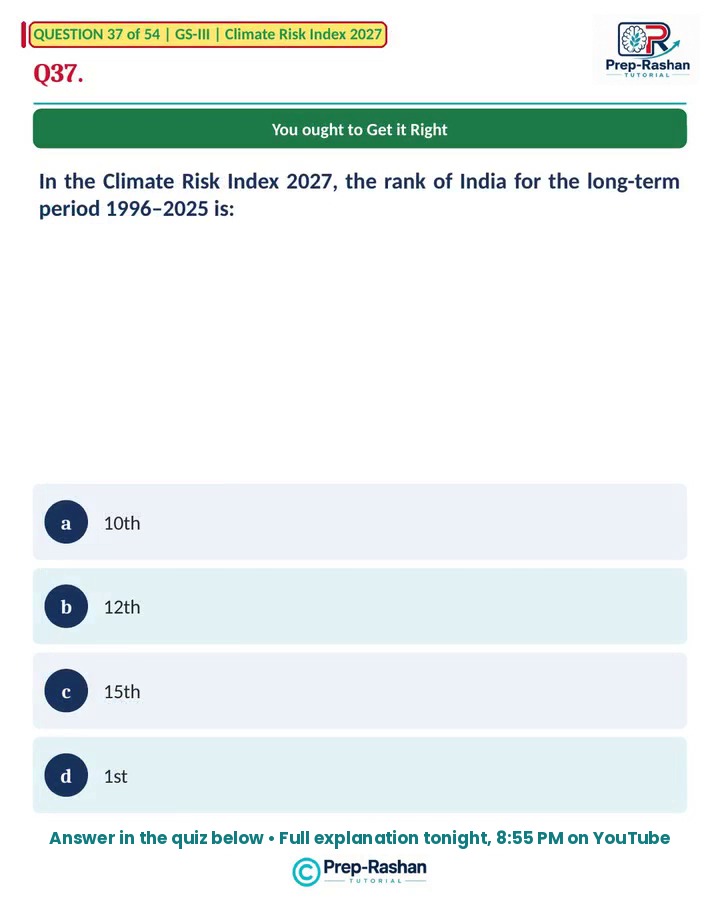 QUESTION 37 of 54 | GS-III | Climate Risk Index 2027
Prep-Rashan
TUTORIAL
Q37.
You ought to Get it Right
In the Climate Risk Index 2027, the rank of India for the long-term
period 1996–2025 is:
a 10th
b 12th
c 15th
d 1st
Answer in the quiz below • Full explanation tonight, 8:55 PM on YouTube
© Prep-Rashan
TUTORIAL